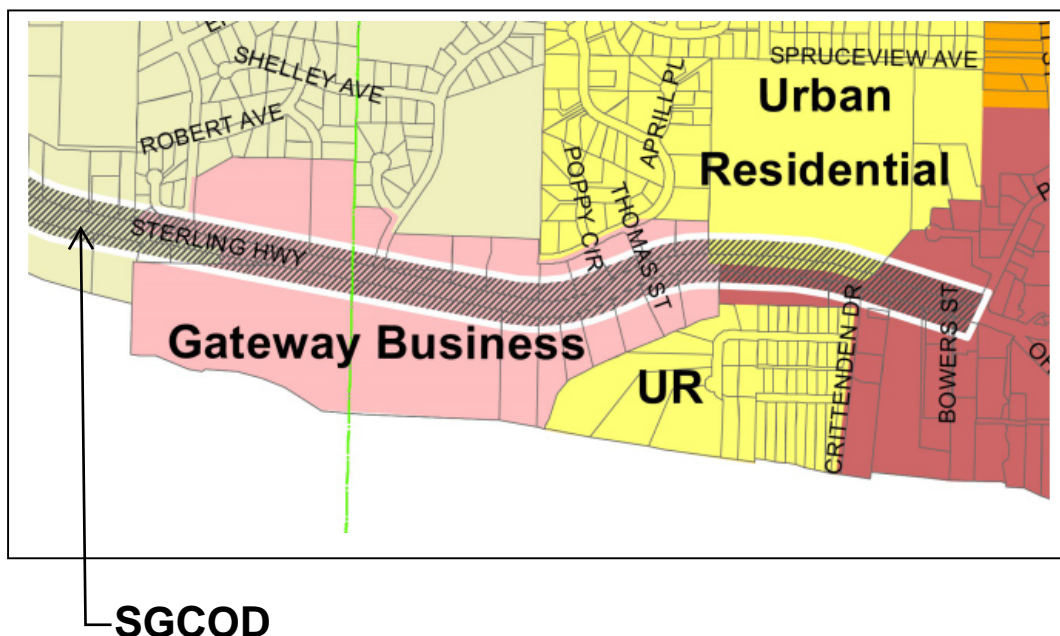 SPRUCEVIEW AVE
SHELLEY AVE
ROBERT AVE
APRILL PL
Urban
Residential
POPPY CIR
THOMAS ST
STERLING HWY
Gateway Business
UR
CRITTENDEN DR
BOWERS ST
SGCOD